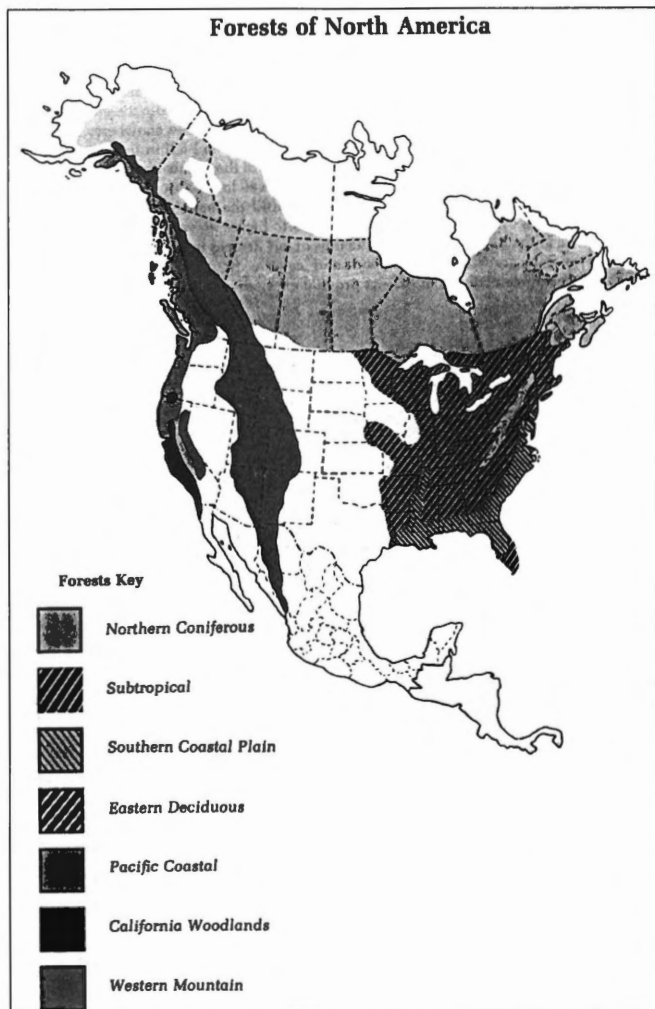 Forests of North America
Forests Key
Northern Coniferous
Subtropical
Southern Coastal Plain
Eastern Deciduous
Pacific Coastal
California Woodlands
Western Mountain